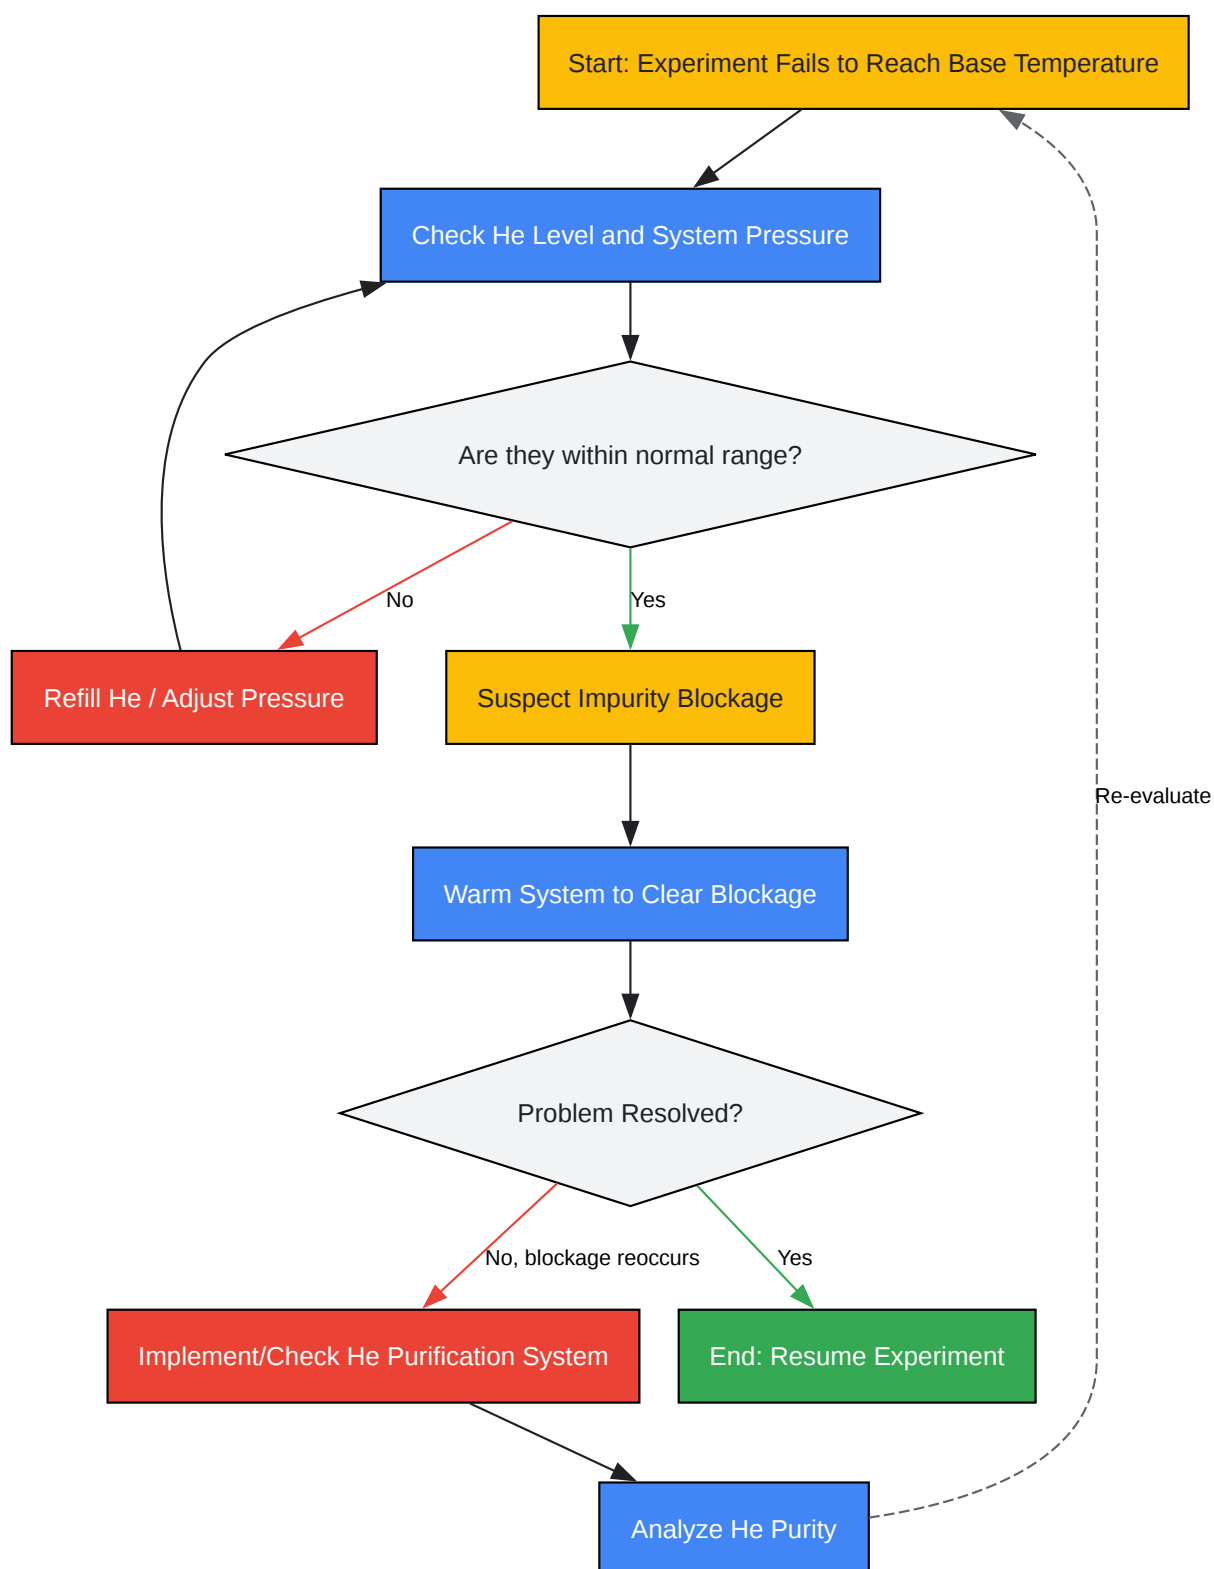 Start: Experiment Fails to Reach Base Temperature
Check He Level and System Pressure
Are they within normal range?
No
Yes
Refill He / Adjust Pressure
Suspect Impurity Blockage
Re-evaluate
Warm System to Clear Blockage
Problem Resolved?
No, blockage reoccurs
Yes
Implement/Check He Purification System
End: Resume Experiment
Analyze He Purity